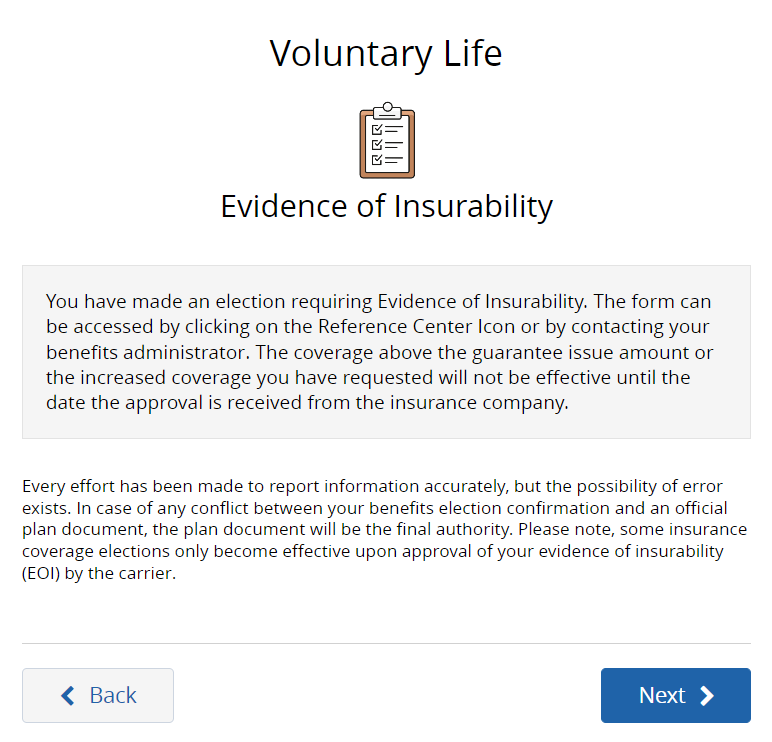 Voluntary Life
Evidence of Insurability
You have made an election requiring Evidence of Insurability. The form can
be accessed by clicking on the Reference Center Icon or by contacting your
benefits administrator. The coverage above the guarantee issue amount or
the increased coverage you have requested will not be effective until the
date the approval is received from the insurance company.
Every effort has been made to report information accurately, but the possibility of error
exists. In case of any conflict between your benefits election confirmation and an official
plan document, the plan document will be the final authority. Please note, some insurance
coverage elections only become effective upon approval of your evidence of insurability
(EOI) by the carrier.
Back
Next